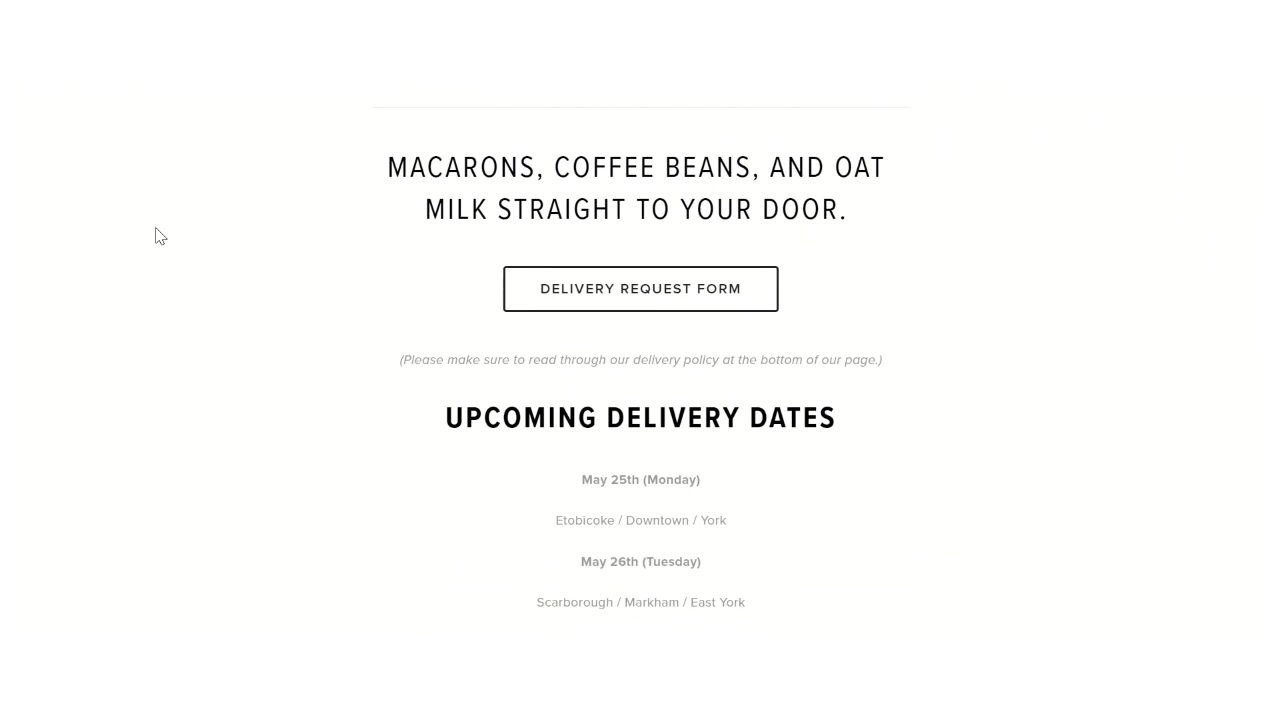 MACARONS, COFFEE BEANS, AND OAT
MILK STRAIGHT TO YOUR DOOR.
DELIVERY REQUEST FORM
(Please make sure to read through our delivery policy at the bottom of our page.)
UPCOMING DELIVERY DATES
May 25th (Monday)
Etobicoke / Downtown / York
May 26th (Tuesday)
Scarborough / Markham / East York